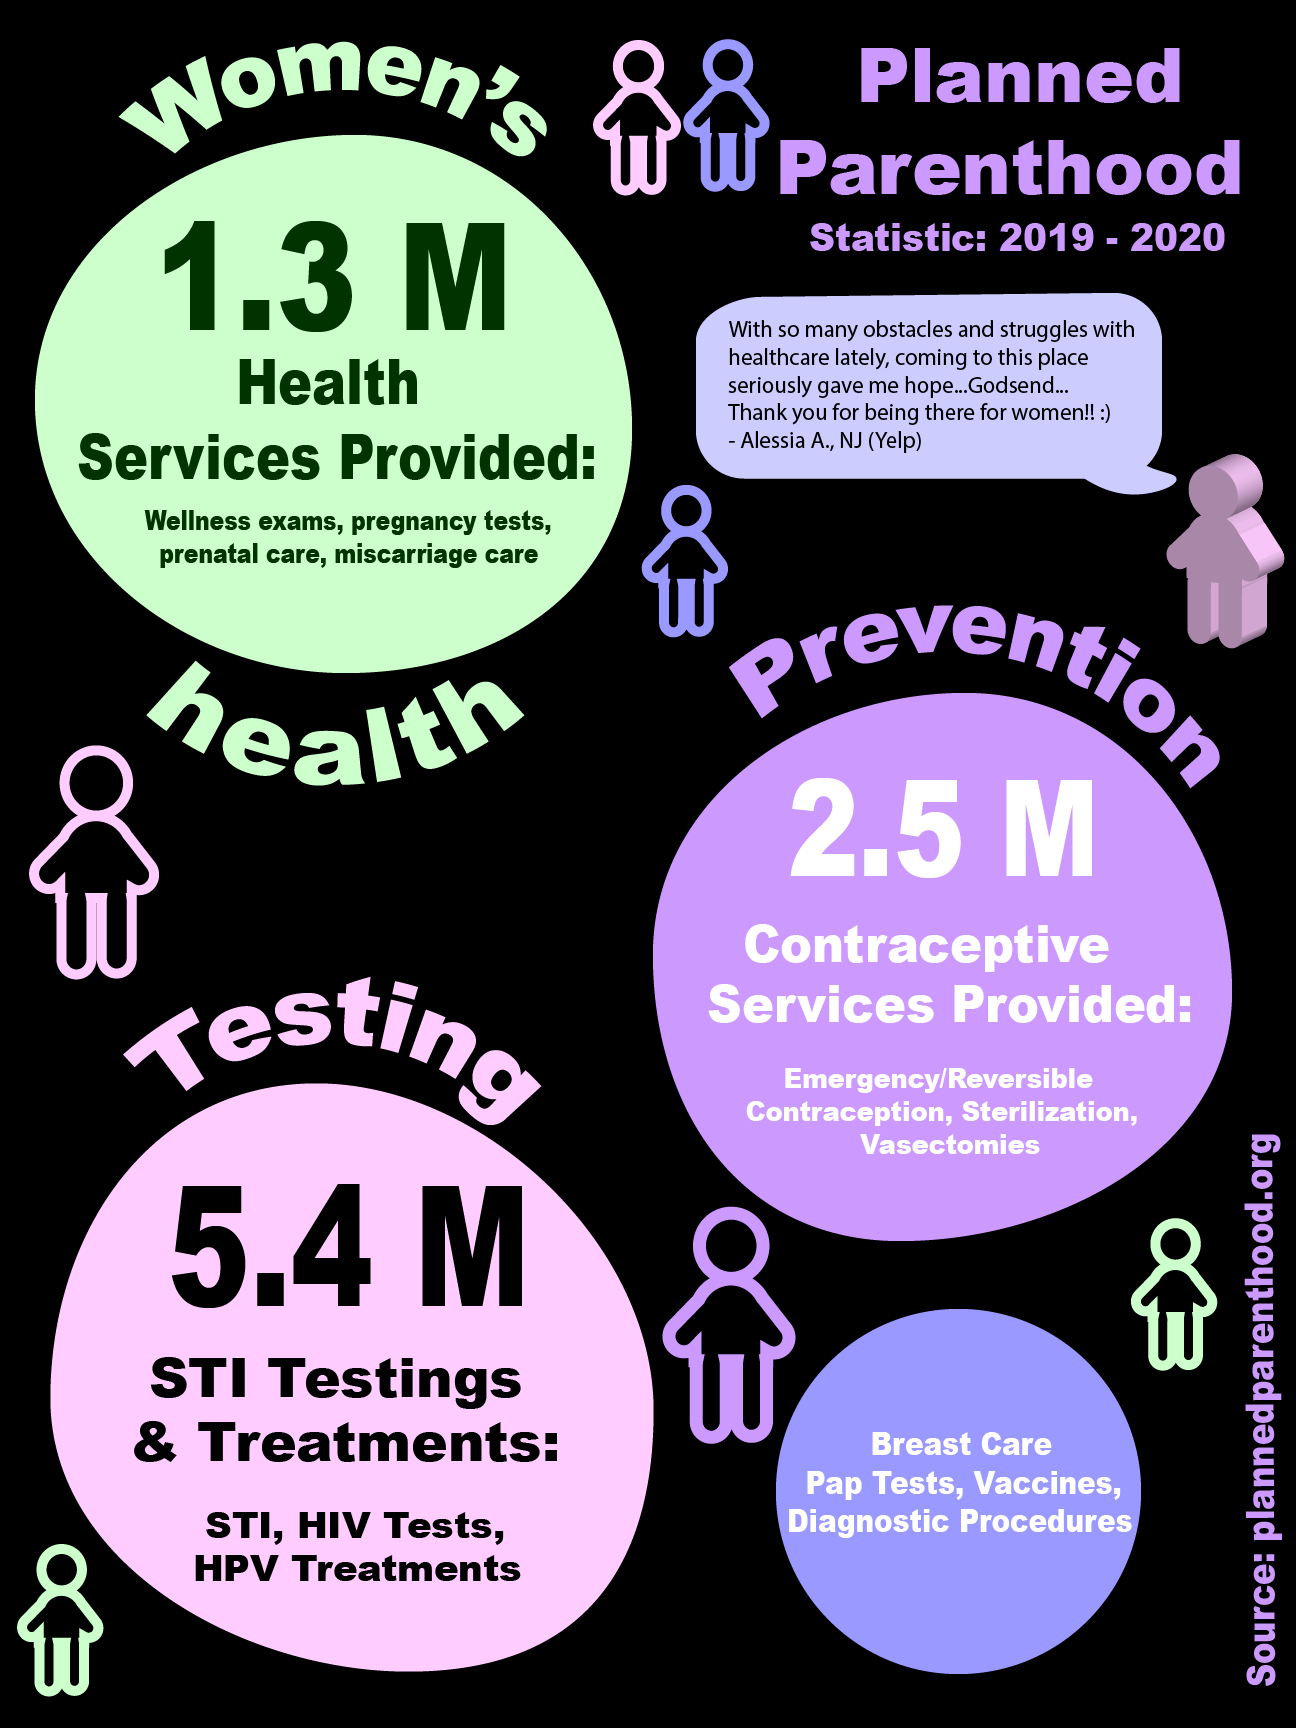 Women's
1.3 M
Health
Services Provided:
Wellness exams, pregnancy tests,
prenatal care, miscarriage care
health
Planned
Parenthood
Statistic: 2019 - 2020
With so many obstacles and struggles with
healthcare lately, coming to this place
seriously gave me hope...Godsend...
Thank you for being there for women!! :)
- Alessia A., NJ (Yelp)
Prevention
2.5 M
Contraceptive
Services Provided:
Emergency/Reversible
Contraception, Sterilization,
Vasectomies
Testing
5.4 M
STI Testings
& Treatments:
STI, HIV Tests,
HPV Treatments
Breast Care
Pap Tests, Vaccines,
Diagnostic Procedures
Source: plannedparenthood.org